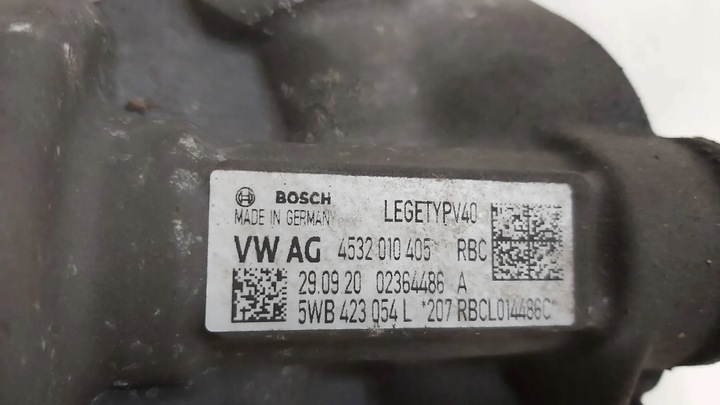 BOSCH LEGETYPV40
MADE IN GERMANY
VW AG 4532 010 405 RBC
29.09.20 02364486 A
5WB 423 054 L *207 RBCL014486C*